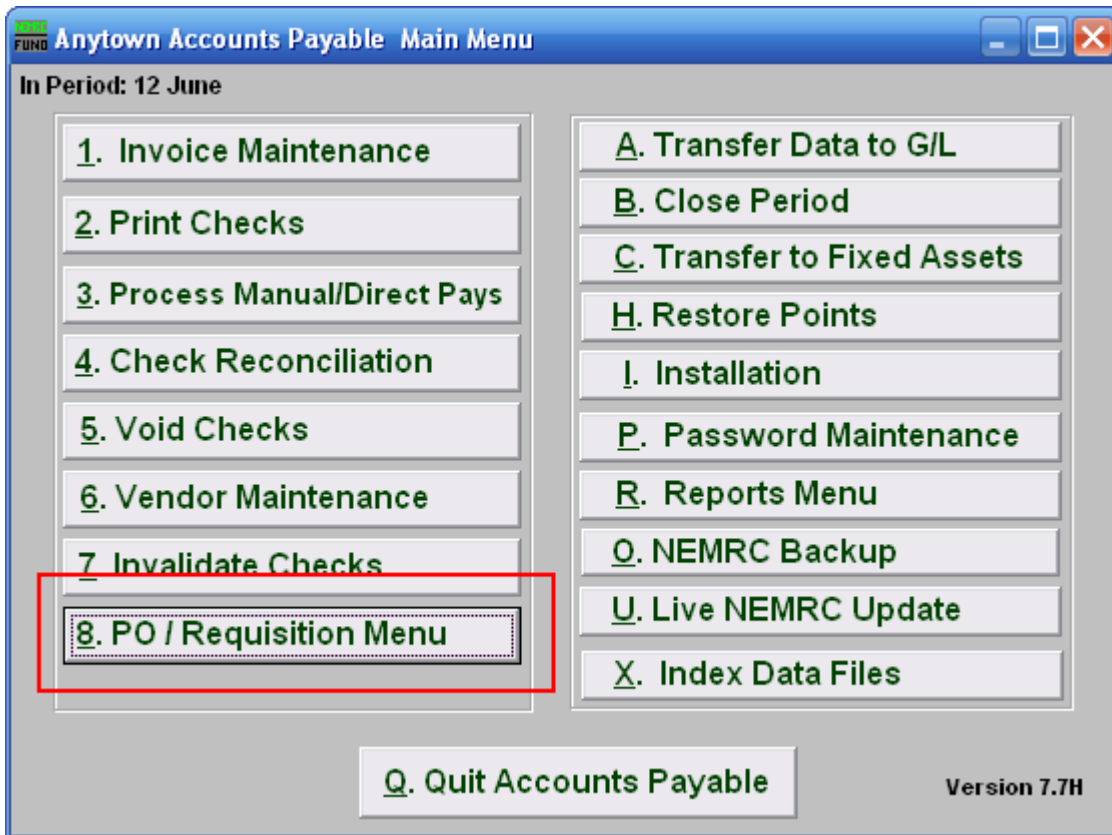 NEMRC
FUND Anytown Accounts Payable Main Menu
In Period: 12 June
1. Invoice Maintenance
2. Print Checks
3. Process Manual/Direct Pays
4. Check Reconciliation
5. Void Checks
6. Vendor Maintenance
7 Invalidate Checks
8. PO / Requisition Menu
A. Transfer Data to G/L
B. Close Period
C. Transfer to Fixed Assets
H. Restore Points
I. Installation
P. Password Maintenance
R. Reports Menu
O. NEMRC Backup
U. Live NEMRC Update
X. Index Data Files
Q. Quit Accounts Payable
Version 7.7H